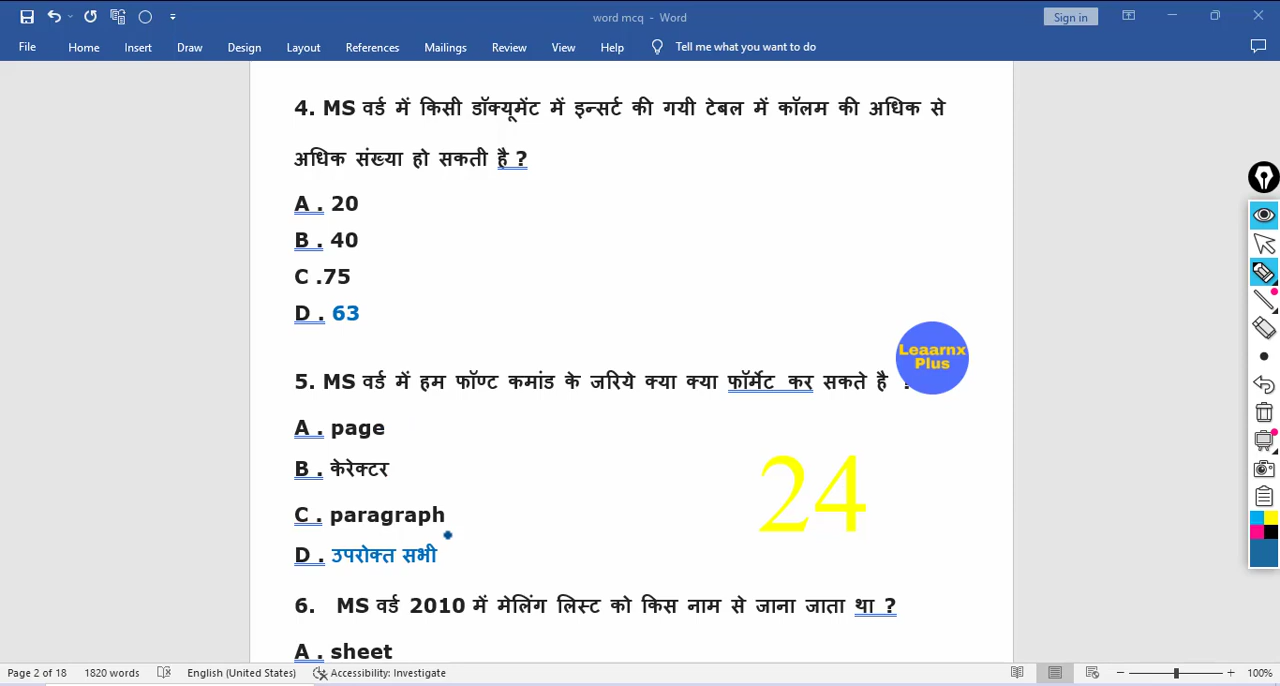 word mcq - Word
Sign in
File Home Insert Draw Design Layout References Mailings Review View Help Tell me what you want to do
4. MS वर्ड में किसी डॉक्यूमेंट में इन्सर्ट की गयी टेबल में कॉलम की अधिक से
अधिक संख्या हो सकती है ?
A . 20
B . 40
C .75
D . 63
Leaarnx
Plus
5. MS वर्ड में हम फॉण्ट कमांड के जरिये क्या क्या फॉर्मेट कर सकते है
A . page
B . केरेक्टर
24
C . paragraph
D . उपरोक्त सभी
6. MS वर्ड 2010 में मेलिंग लिस्ट को किस नाम से जाना जाता था ?
A . sheet
Page 2 of 18 1820 words English (United States) Accessibility: Investigate 100%